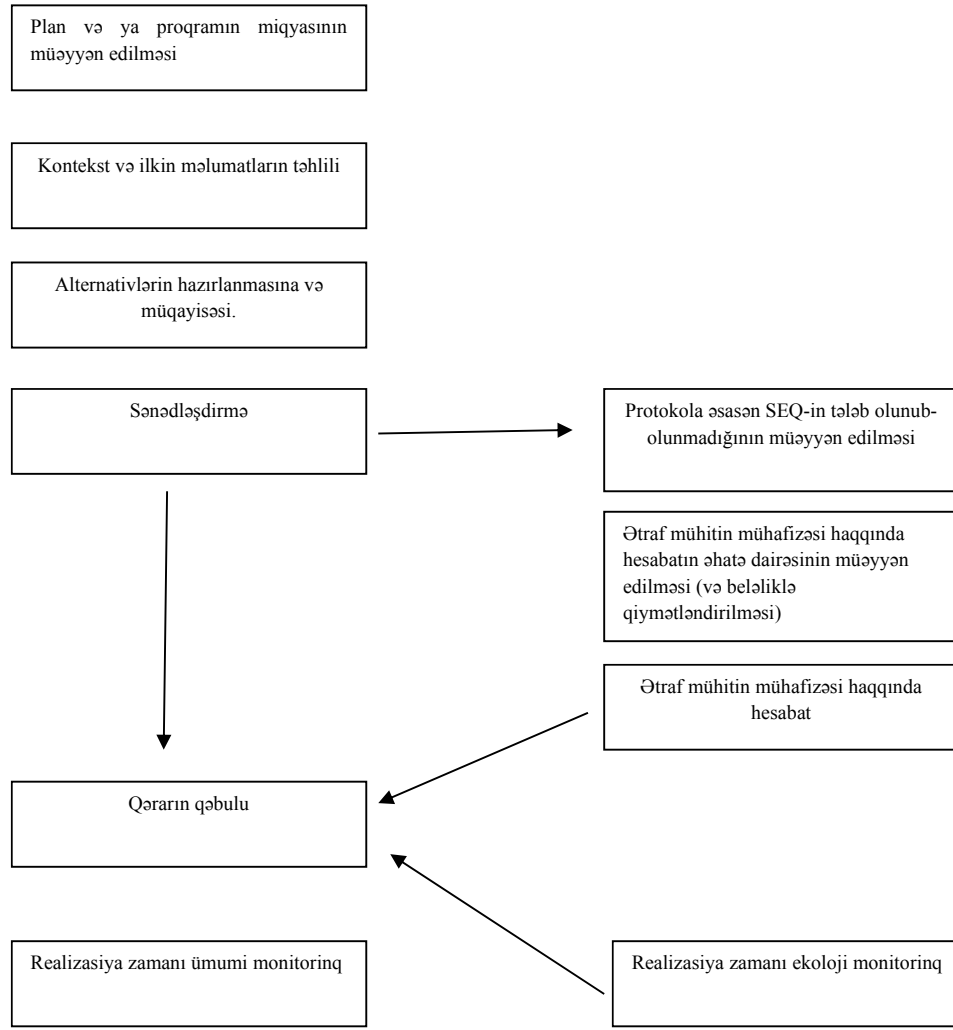 Plan və ya proqramın miqyasının
müəyyən edilməsi
Kontekst və ilkin məlumatların təhlili
Alternativlərin hazırlanmasına və
müqayisəsi.
Sənədləşdirmə
Protokola əsasən SEQ-in tələb olunub-
olunmadığının müəyyən edilməsi
Ətraf mühitin mühafizəsi haqqında
hesabatın əhatə dairəsinin müəyyən
edilməsi (və beləliklə
qiymətləndirilməsi)
Ətraf mühitin mühafizəsi haqqında
hesabat
Qərarın qəbulu
Realizasiya zamanı ümumi monitorinq
Realizasiya zamanı ekoloji monitorinq